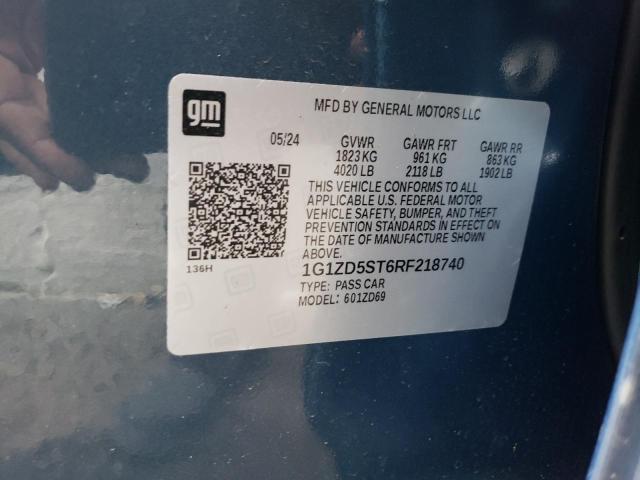 gm
MFD BY GENERAL MOTORS LLC
05/24 GVWR GAWR FRT GAWR RR
1823 KG 961 KG 863 KG
4020 LB 2118 LB 1902 LB
THIS VEHICLE CONFORMS TO ALL
APPLICABLE U.S. FEDERAL MOTOR
VEHICLE SAFETY, BUMPER, AND THEFT
PREVENTION STANDARDS IN EFFECT ON THE
DATE OF MANUFACTURE SHOWN
ABOVE.
136H 1G1ZD5ST6RF218740
TYPE: PASS CAR
MODEL: 601ZD69